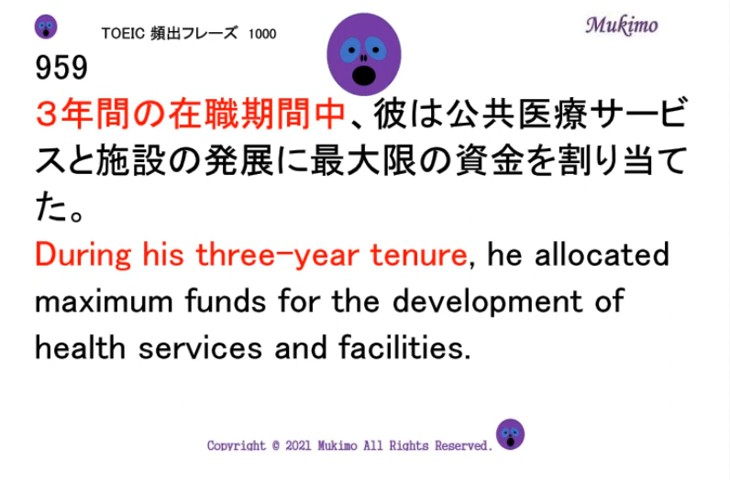 TOEIC 頻出フレーズ 1000
Mukimo
959
３年間の在職期間中、彼は公共医療サービ
スと施設の発展に最大限の資金を割り当て
た。
During his three-year tenure, he allocated
maximum funds for the development of
health services and facilities.
Copyright © 2021 Mukimo All Rights Reserved.